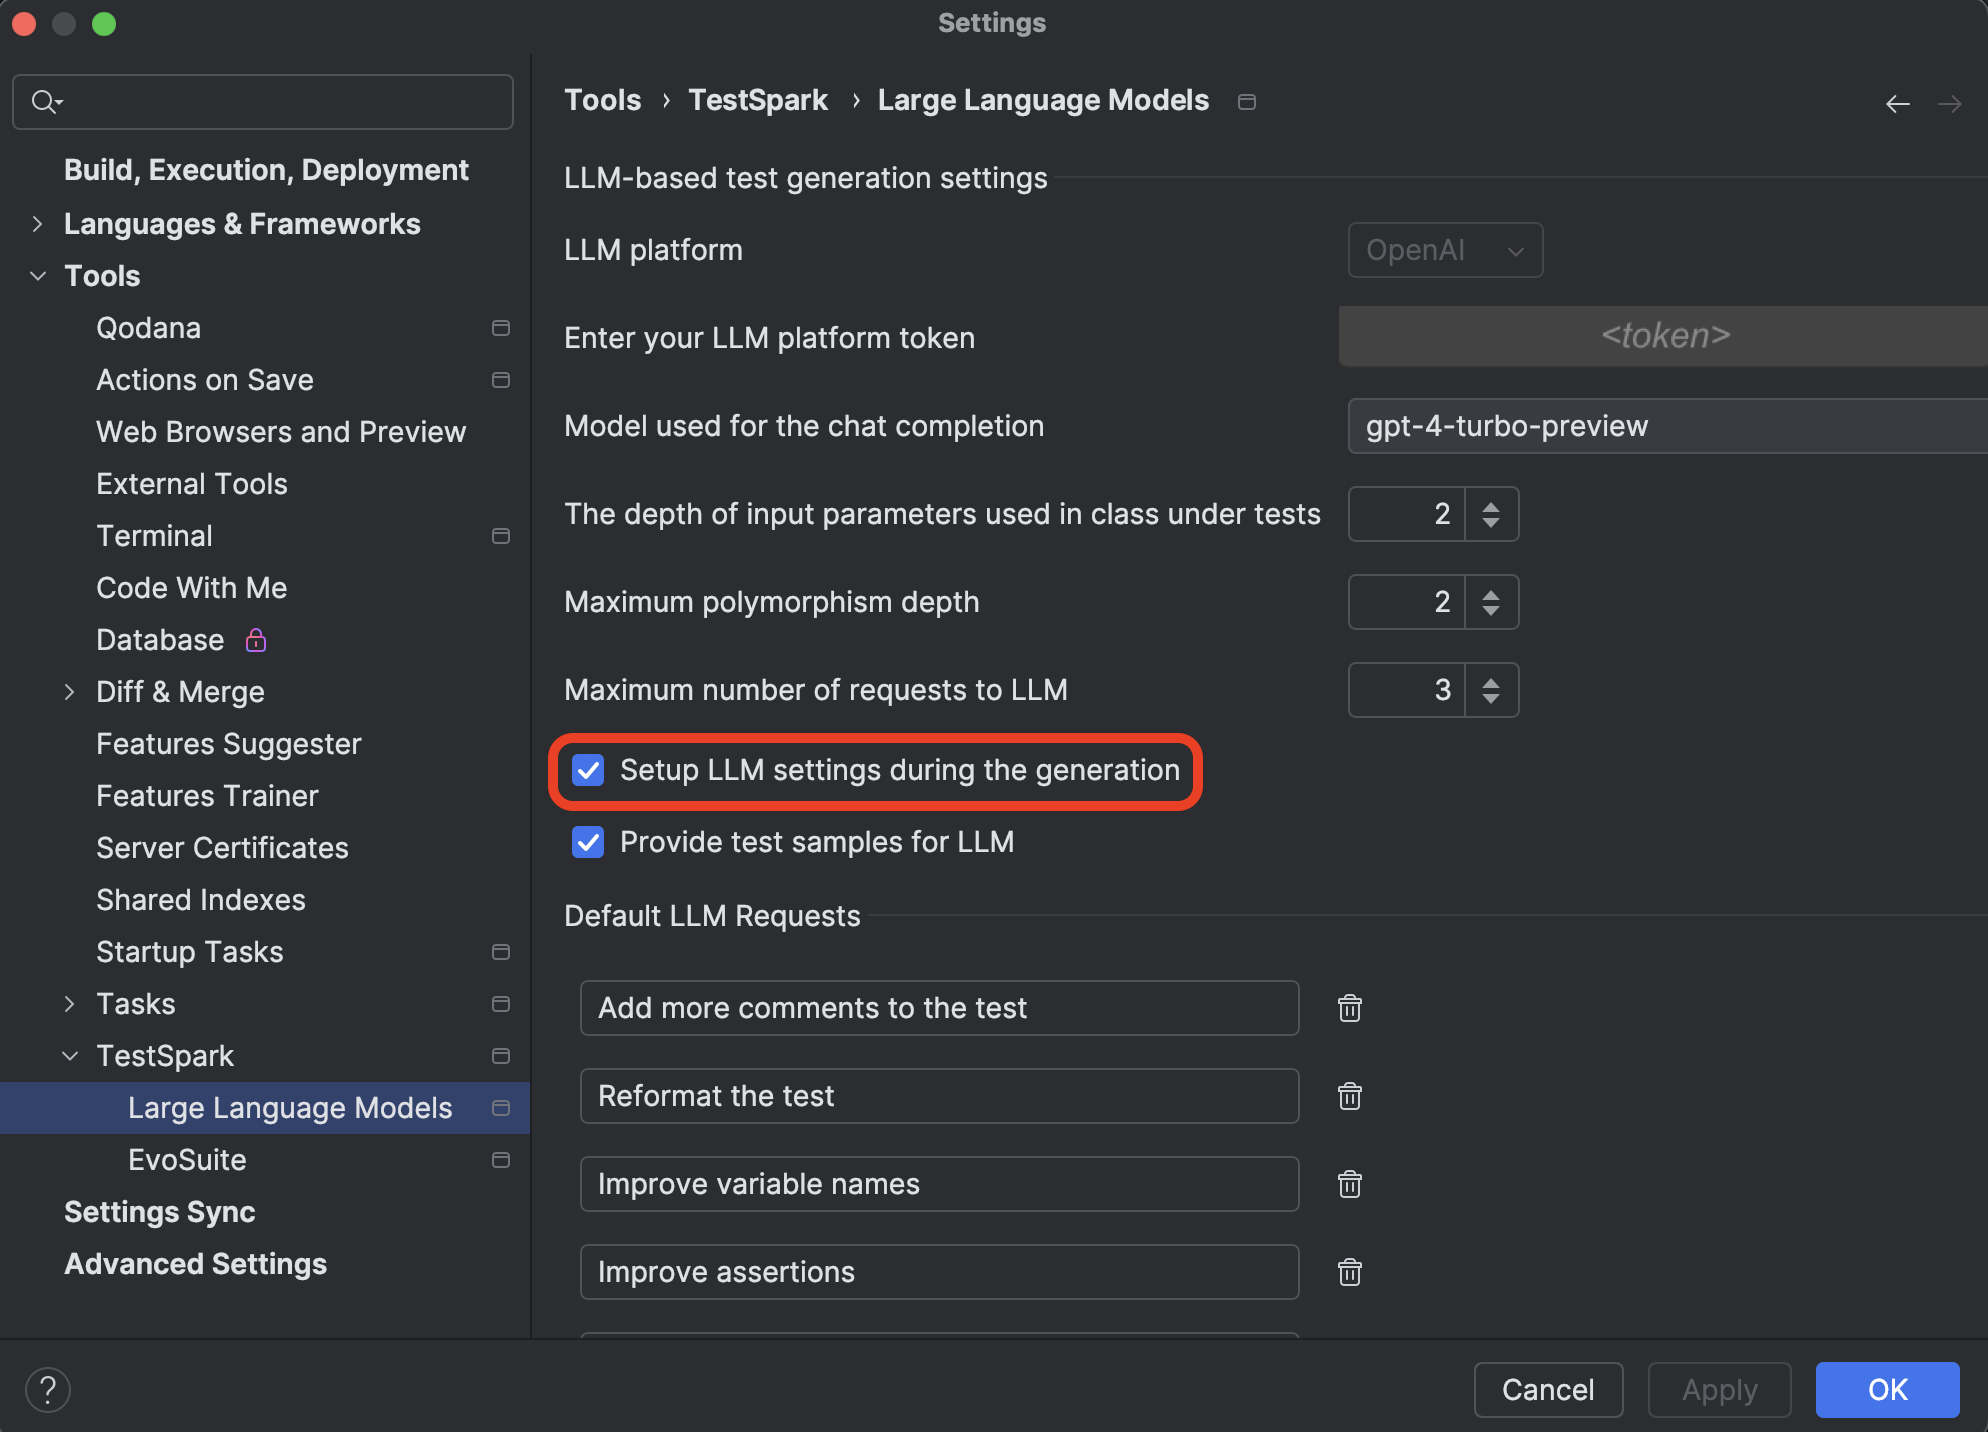 Settings
Build, Execution, Deployment
Languages & Frameworks
Tools
Qodana
Actions on Save
Web Browsers and Preview
External Tools
Terminal
Code With Me
Database
Diff & Merge
Features Suggester
Features Trainer
Server Certificates
Shared Indexes
Startup Tasks
Tasks
TestSpark
Large Language Models
EvoSuite
Settings Sync
Advanced Settings
Tools › TestSpark › Large Language Models
LLM-based test generation settings
LLM platform OpenAI
Enter your LLM platform token <token>
Model used for the chat completion gpt-4-turbo-preview
The depth of input parameters used in class under tests 2
Maximum polymorphism depth 2
Maximum number of requests to LLM 3
Setup LLM settings during the generation
Provide test samples for LLM
Default LLM Requests
Add more comments to the test
Reformat the test
Improve variable names
Improve assertions
? Cancel Apply OK